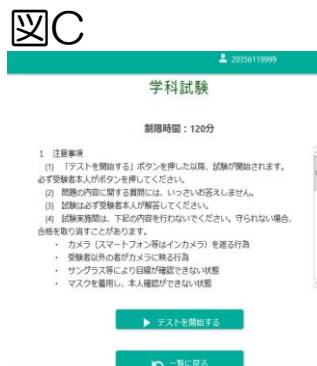 図C
20356119999
学科試験
制限時間：120分
1 注意事項
(1) 「テストを開始する」ボタンを押した以降、試験が開始されます。
必ず受験者本人がボタンを押してください。
(2) 問題の内容に関する質問には、いっさいお答えしません。
(3) 試験は必ず受験者本人が解答してください。
(4) 試験実施間は、下記の内容を行わないでください。守られない場合、
合格を取り消すことがあります。
・ カメラ（スマートフォン等はインカメラ）を遮る行為
・ 受験者以外の者がカメラに映る行為
・ サングラス等により目線が確認できない状態
・ マスクを着用し、本人確認ができない状態
テストを開始する
一覧に戻る